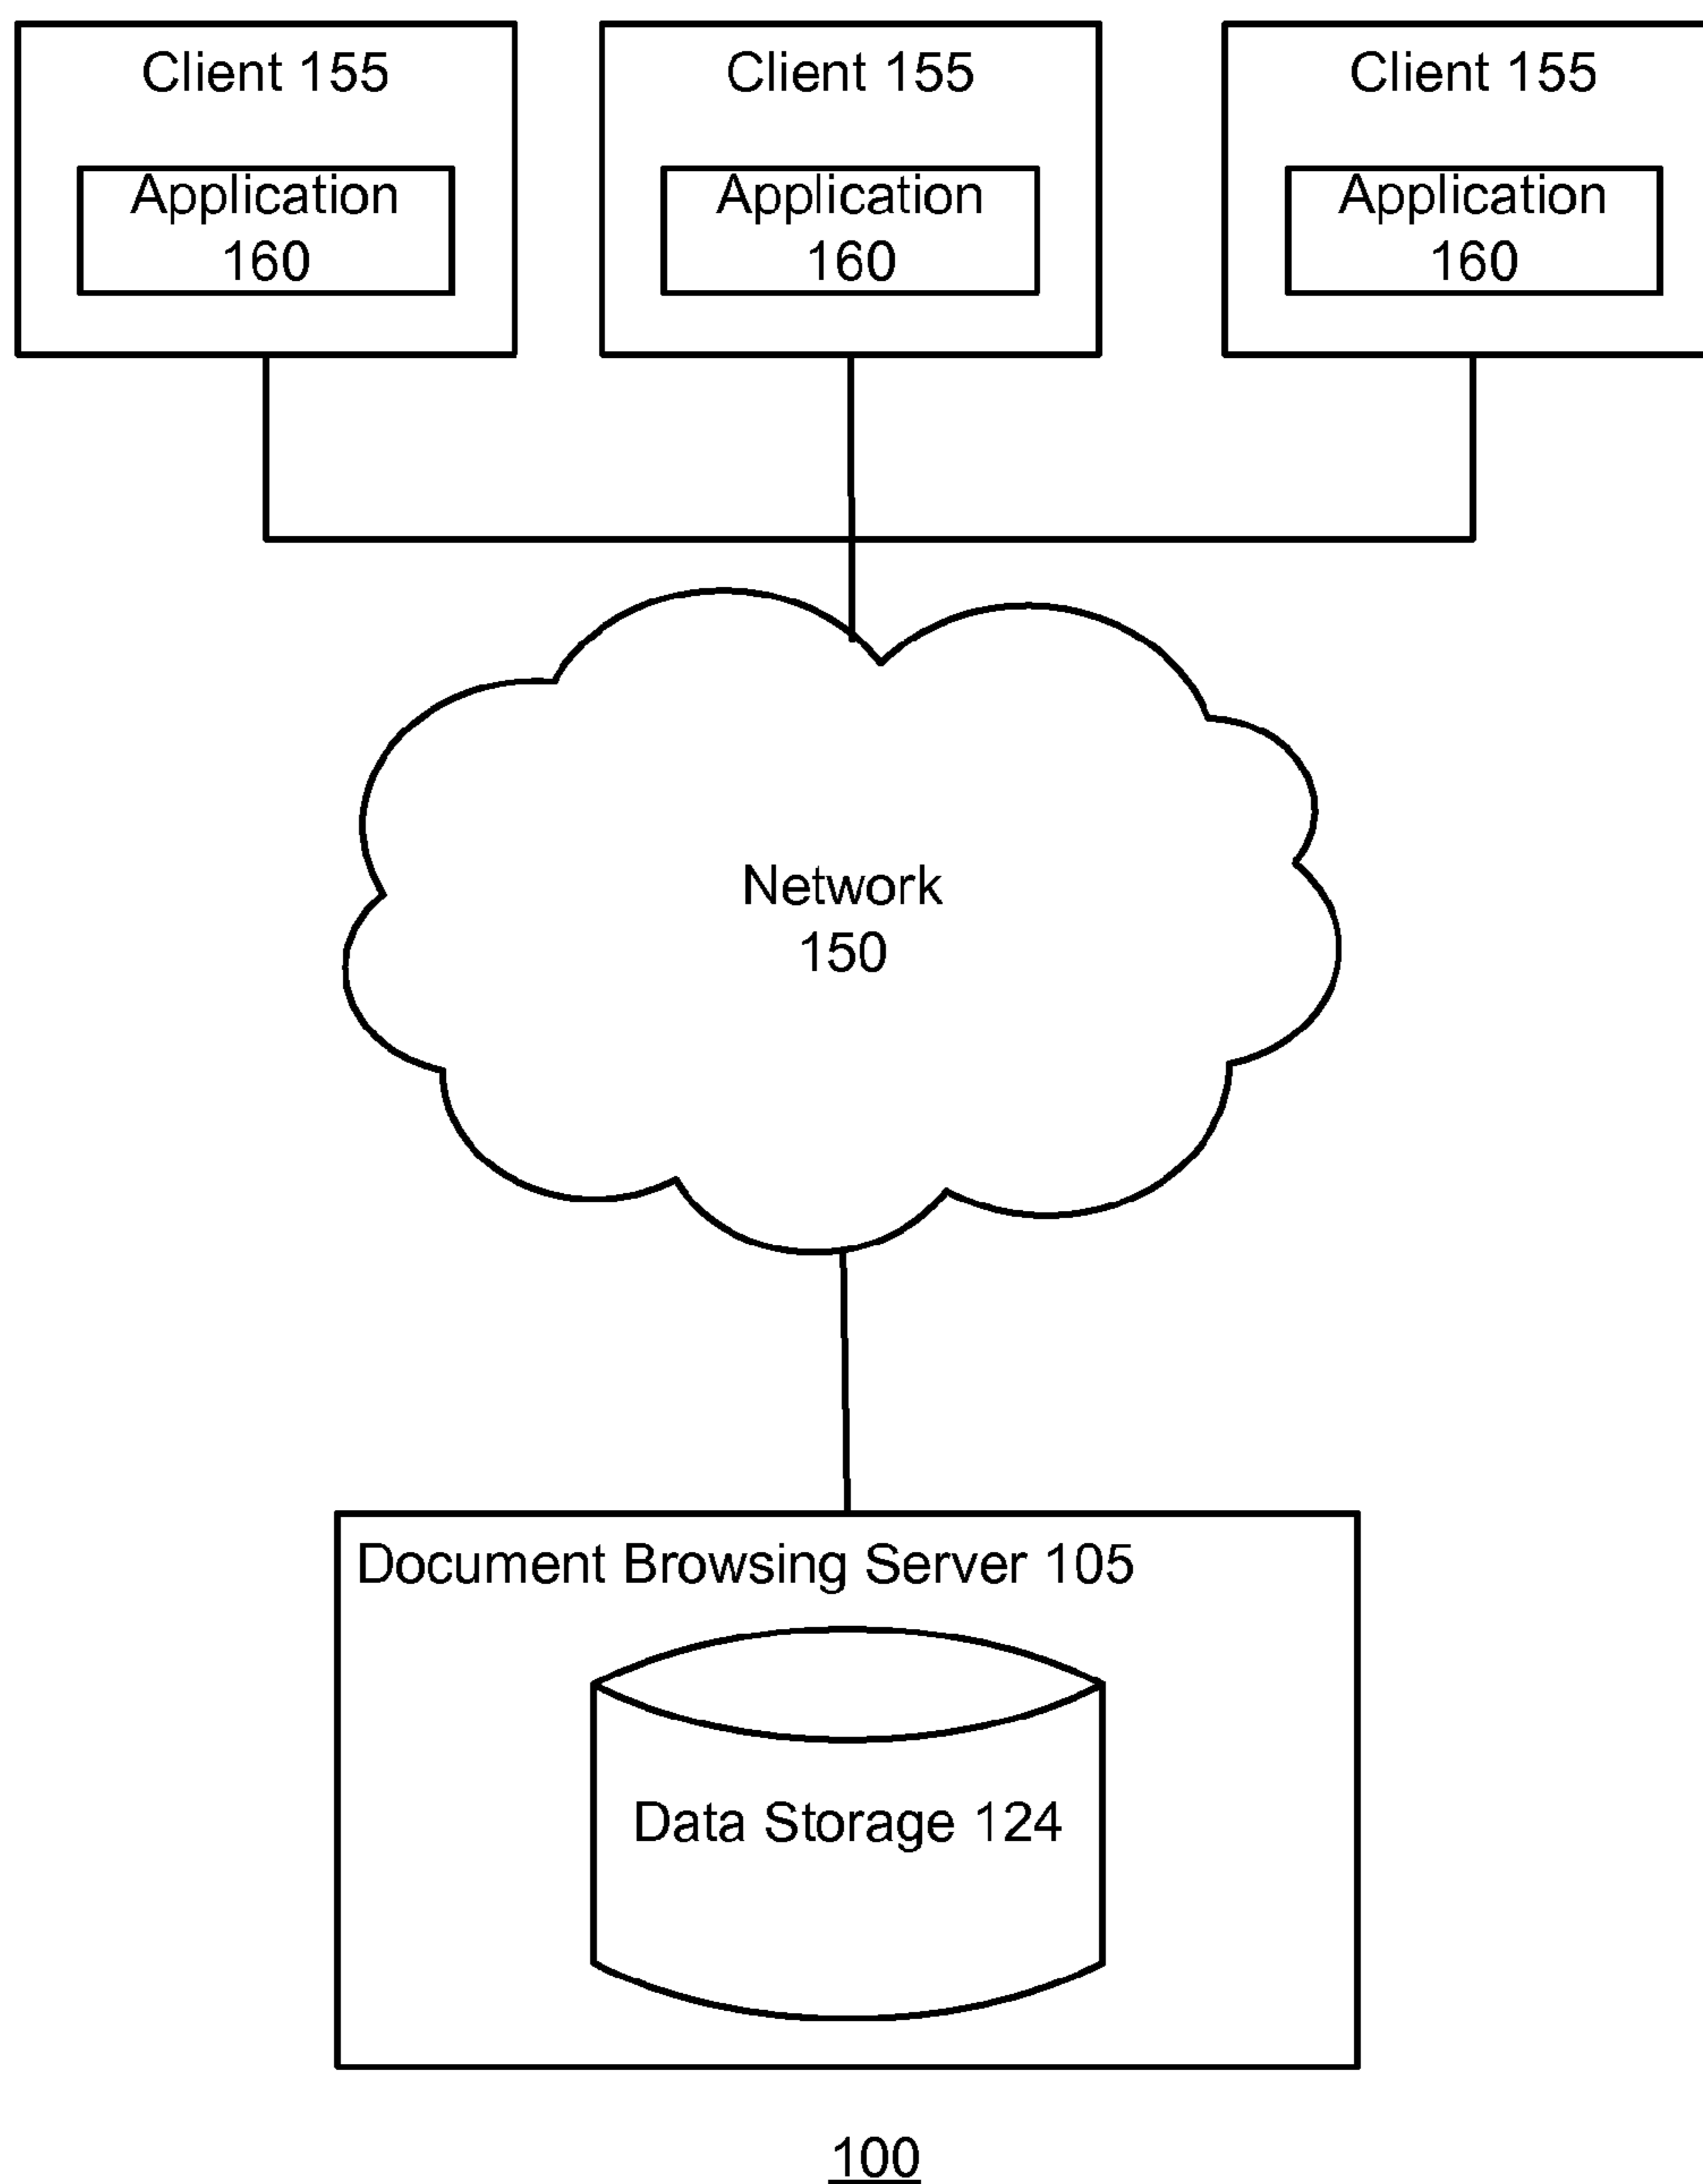 Client 155
Application
160
Client 155
Application
160
Client 155
Application
160
Network
150
Document Browsing Server 105
Data Storage 124
100